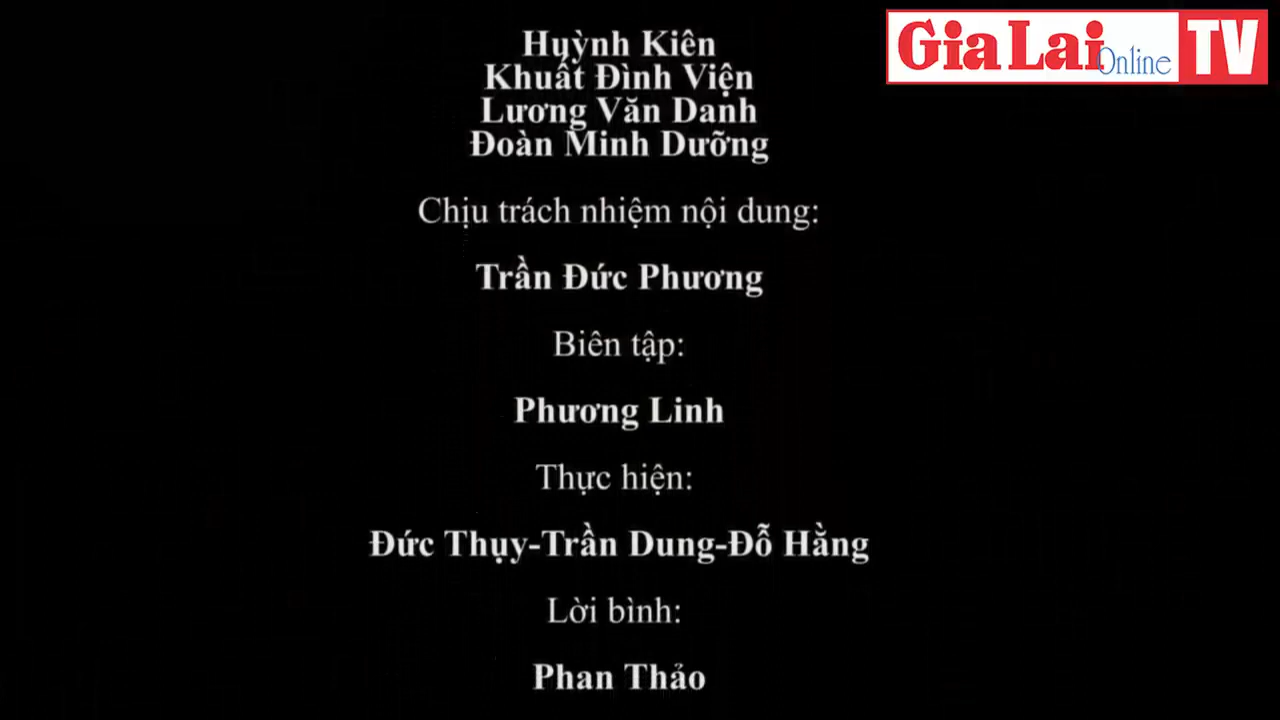 Huỳnh Kiên
Khuất Đình Viện
Lương Văn Danh
Đoàn Minh Dưỡng
Chịu trách nhiệm nội dung:
Trần Đức Phương
Biên tập:
Phương Linh
Thực hiện:
Đức Thụy-Trần Dung-Đỗ Hằng
Lời bình:
Phan Thảo
Gia Lai Online TV